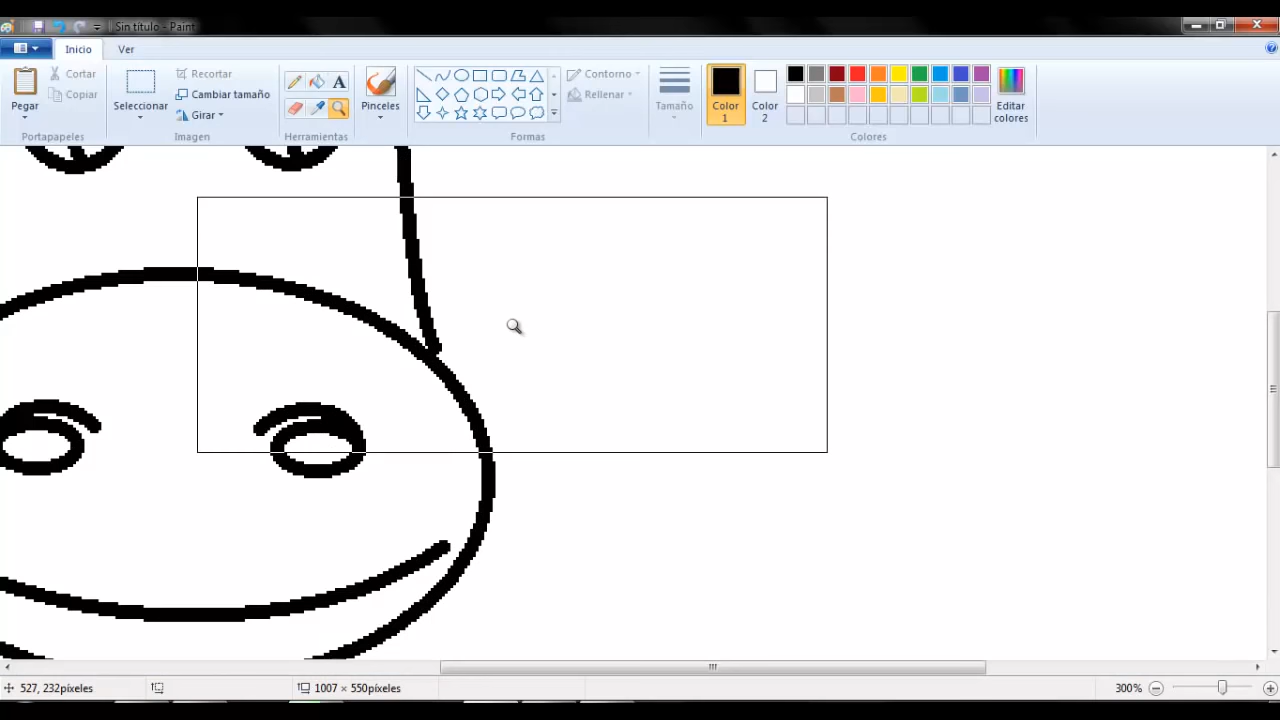 Sin título - Paint
Inicio Ver
Pegar
Cortar
Copiar
Portapapeles
Seleccionar
Recortar
Cambiar tamaño
Girar
Imagen
A
Herramientas
Pinceles
Contorno
Rellenar
Formas
Tamaño
Color
1
Color
2
Editar
colores
Colores
527, 232píxeles
1007 × 550píxeles
300%